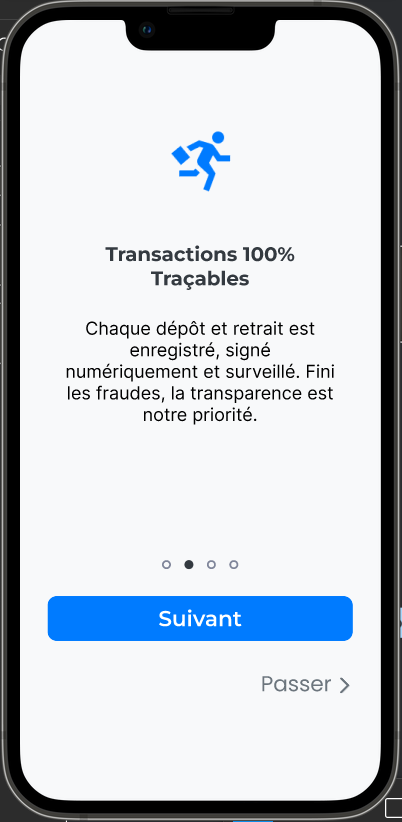 Transactions 100%
Traçables
Chaque dépôt et retrait est
enregistré, signé
numériquement et surveillé. Fini
les fraudes, la transparence est
notre priorité.
Suivant
Passer